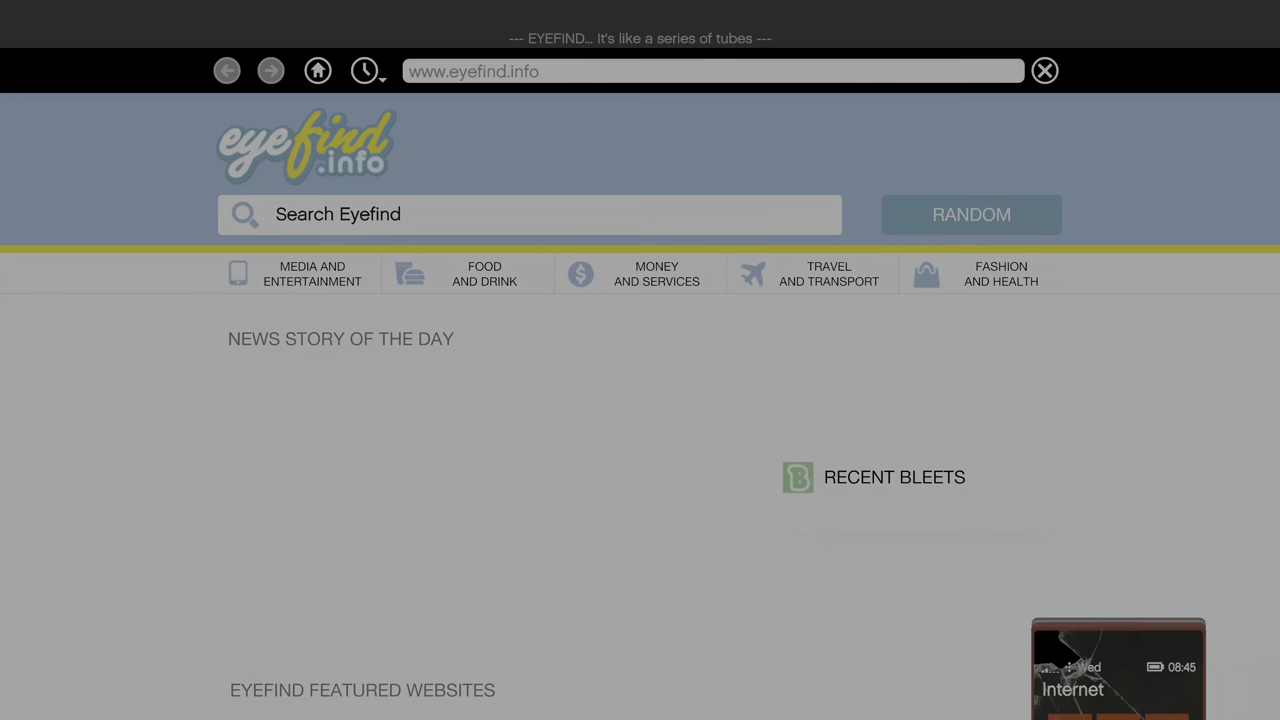 --- EYEFIND... It's like a series of tubes ---
www.eyefind.info
eyefind
.info
Search Eyefind
RANDOM
MEDIA AND
ENTERTAINMENT
FOOD
AND DRINK
MONEY
AND SERVICES
TRAVEL
AND TRANSPORT
FASHION
AND HEALTH
NEWS STORY OF THE DAY
B RECENT BLEETS
EYEFIND FEATURED WEBSITES
Wed 08:45
Internet